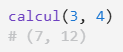 calcul(3, 4)
# (7, 12)